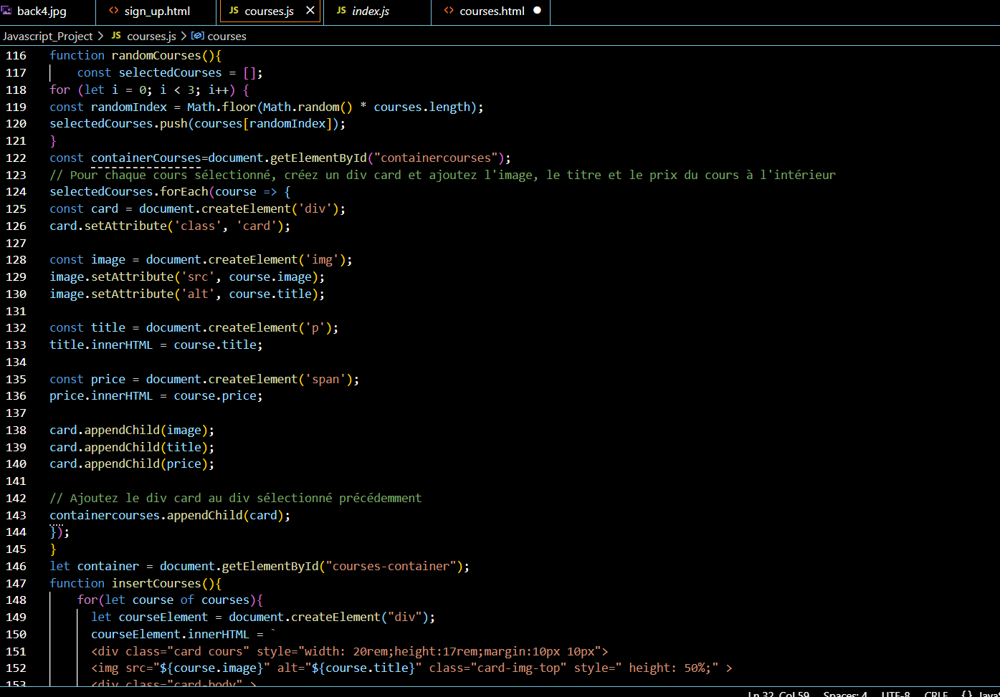 back4.jpg <> sign_up.html JS courses.js × JS index.js <> courses.html ●
Javascript_Project > JS courses.js > courses
116 function randomCourses(){
117 const selectedCourses = [];
118 for (let i = 0; i < 3; i++) {
119 const randomIndex = Math.floor(Math.random() * courses.length);
120 selectedCourses.push(courses[randomIndex]);
121 }
122 const containerCourses=document.getElementById("containercourses");
123 // Pour chaque cours sélectionné, créez un div card et ajoutez l'image, le titre et le prix du cours à l'intérieur
124 selectedCourses.forEach(course => {
125 const card = document.createElement('div');
126 card.setAttribute('class', 'card');
127
128 const image = document.createElement('img');
129 image.setAttribute('src', course.image);
130 image.setAttribute('alt', course.title);
131
132 const title = document.createElement('p');
133 title.innerHTML = course.title;
134
135 const price = document.createElement('span');
136 price.innerHTML = course.price;
137
138 card.appendChild(image);
139 card.appendChild(title);
140 card.appendChild(price);
141
142 // Ajoutez le div card au div sélectionné précédemment
143 containercourses.appendChild(card);
144 });
145 }
146 let container = document.getElementById("courses-container");
147 function insertCourses(){
148 for(let course of courses){
149 let courseElement = document.createElement("div");
150 courseElement.innerHTML = `
151 <div class="card cours" style="width: 20rem;height:17rem;margin:10px 10px">
152 <img src="${course.image}" alt="${course.title}" class="card-img-top" style=" height: 50%;" >
153 <div class="card-body" >
Ln 32, Col 59 Spaces: 4 UTF-8 CRLF {}